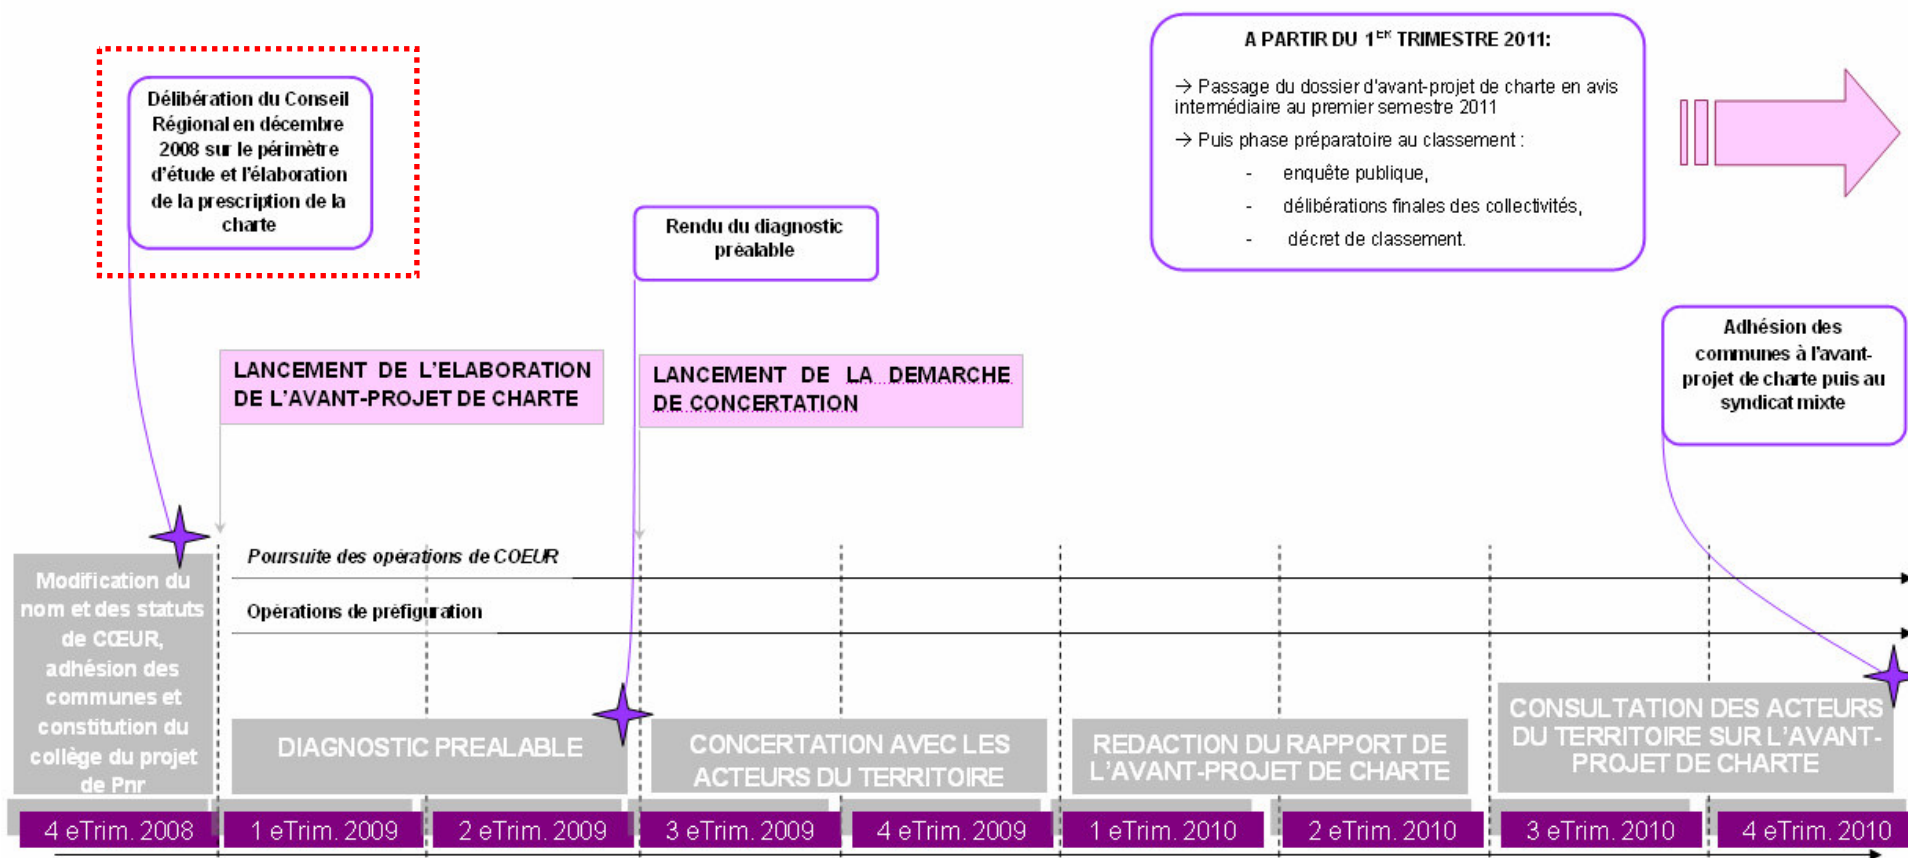 Délibération du Conseil
Régional en décembre
2008 sur le périmètre
d'étude et l'élaboration
de la prescription de la
charte
A PARTIR DU 1ER TRIMESTRE 2011:
→ Passage du dossier d'avant-projet de charte en avis
intermédiaire au premier semestre 2011
→ Puis phase préparatoire au classement :
- enquête publique,
- délibérations finales des collectivités,
- décret de classement.
Rendu du diagnostic
préalable
Adhésion des
communes à l'avant-
projet de charte puis au
syndicat mixte
LANCEMENT DE L'ELABORATION
DE L'AVANT-PROJET DE CHARTE
LANCEMENT DE LA DEMARCHE
DE CONCERTATION
Poursuite des opérations de COEUR
Opérations de préfiguration
Modification du
nom et des statuts
de CŒUR,
adhésion des
communes et
constitution du
collège du projet
de Pnr
DIAGNOSTIC PREALABLE
CONCERTATION AVEC LES
ACTEURS DU TERRITOIRE
REDACTION DU RAPPORT DE
L'AVANT-PROJET DE CHARTE
CONSULTATION DES ACTEURS
DU TERRITOIRE SUR L'AVANT-
PROJET DE CHARTE
4 eTrim. 2008
1 eTrim. 2009
2 eTrim. 2009
3 eTrim. 2009
4 eTrim. 2009
1 eTrim. 2010
2 eTrim. 2010
3 eTrim. 2010
4 eTrim. 2010